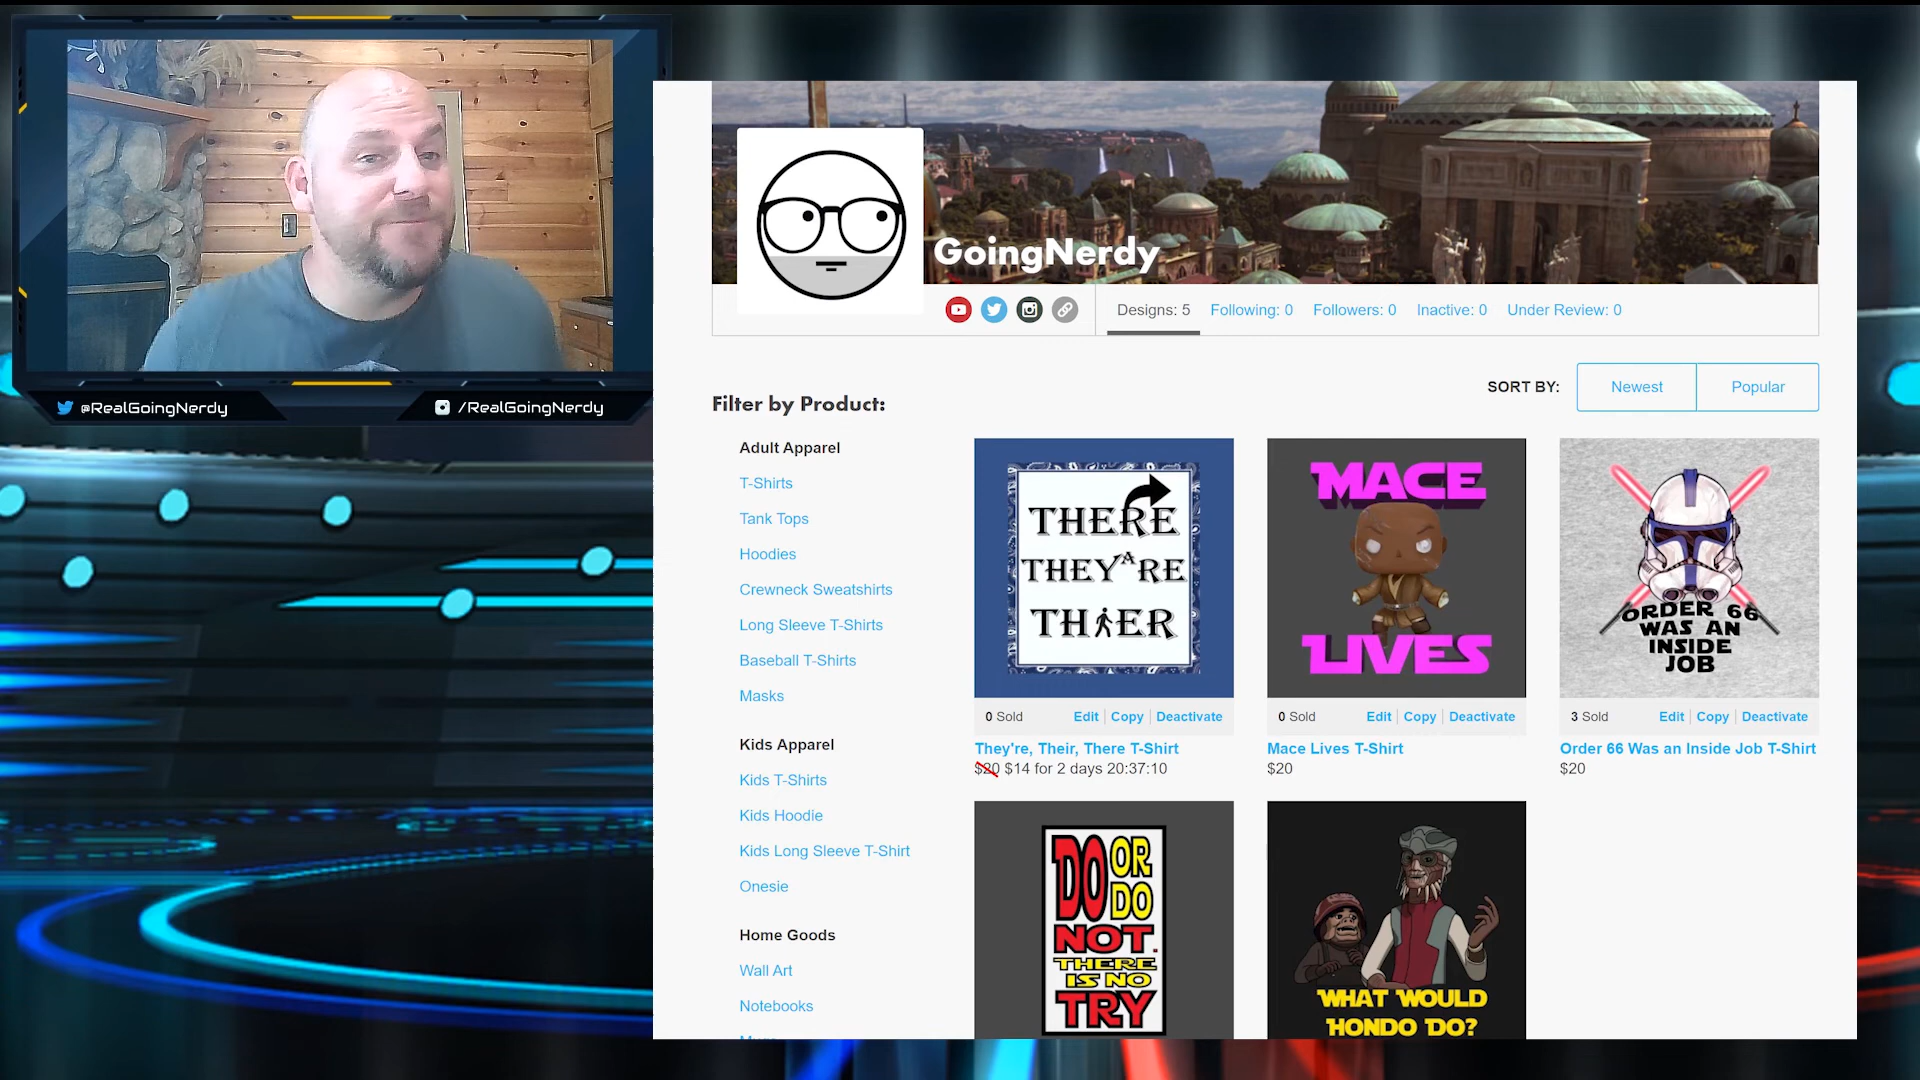 @RealGoingNerdy
/RealGoingNerdy
GoingNerdy
Designs: 5
Following: 0
Followers: 0
Inactive: 0
Under Review: 0
SORT BY:
Newest
Popular
Filter by Product:
Adult Apparel
T-Shirts
Tank Tops
Hoodies
Crewneck Sweatshirts
Long Sleeve T-Shirts
Baseball T-Shirts
Masks
Kids Apparel
Kids T-Shirts
Kids Hoodie
Kids Long Sleeve T-Shirt
Onesie
Home Goods
Wall Art
Notebooks
THERE
THEY'ARE
THIER
0 Sold
Edit | Copy | Deactivate
They're, Their, There T-Shirt
$20 $14 for 2 days 20:37:10
MACE
LIVES
0 Sold
Edit | Copy | Deactivate
Mace Lives T-Shirt
$20
ORDER 66
WAS AN
INSIDE
JOB
3 Sold
Edit | Copy | Deactivate
Order 66 Was an Inside Job T-Shirt
$20
DO OR
DO
NOT.
THERE
IS NO
TRY
WHAT WOULD
HONDO DO?